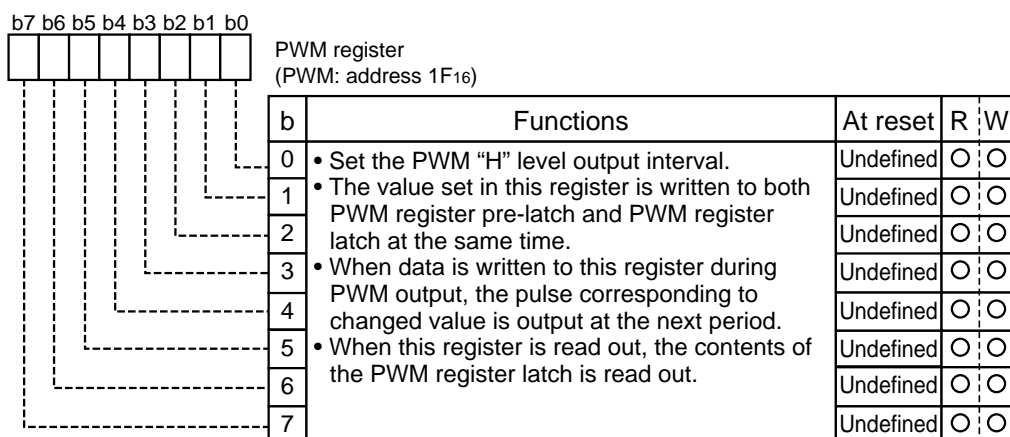 b7 b6 b5 b4 b3 b2 b1 b0
PWM register
(PWM: address 1F16)
b Functions At reset R W
0 • Set the PWM “H” level output interval. Undefined ○ ○
1 • The value set in this register is written to both Undefined ○ ○
PWM register pre-latch and PWM register
2 latch at the same time. Undefined ○ ○
3 • When data is written to this register during Undefined ○ ○
PWM output, the pulse corresponding to
4 changed value is output at the next period. Undefined ○ ○
5 • When this register is read out, the contents of Undefined ○ ○
6 the PWM register latch is read out. Undefined ○ ○
7 Undefined ○ ○